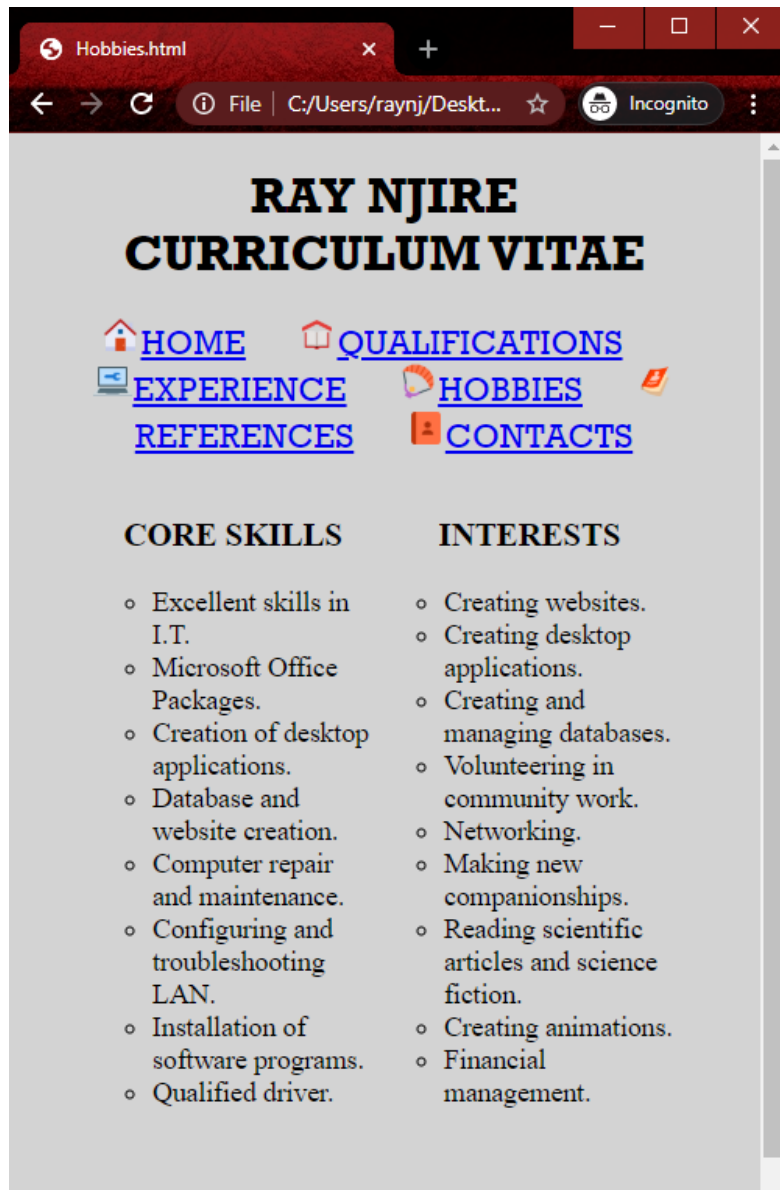 Hobbies.html
File C:/Users/raynj/Deskt... Incognito
RAY NJIRE
CURRICULUM VITAE
HOME QUALIFICATIONS
EXPERIENCE HOBBIES
REFERENCES CONTACTS
CORE SKILLS
Excellent skills in
I.T.
Microsoft Office
Packages.
Creation of desktop
applications.
Database and
website creation.
Computer repair
and maintenance.
Configuring and
troubleshooting
LAN.
Installation of
software programs.
Qualified driver.
INTERESTS
Creating websites.
Creating desktop
applications.
Creating and
managing databases.
Volunteering in
community work.
Networking.
Making new
companionships.
Reading scientific
articles and science
fiction.
Creating animations.
Financial
management.